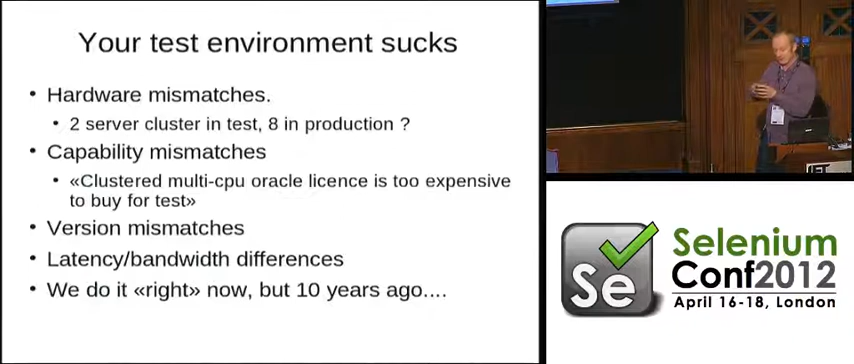 Your test environment sucks
• Hardware mismatches.
• 2 server cluster in test, 8 in production ?
• Capability mismatches
• «Clustered multi-cpu oracle licence is too expensive
to buy for test»
• Version mismatches
• Latency/bandwidth differences
• We do it «right» now, but 10 years ago....
Se
Selenium
Conf2012
April 16-18, London